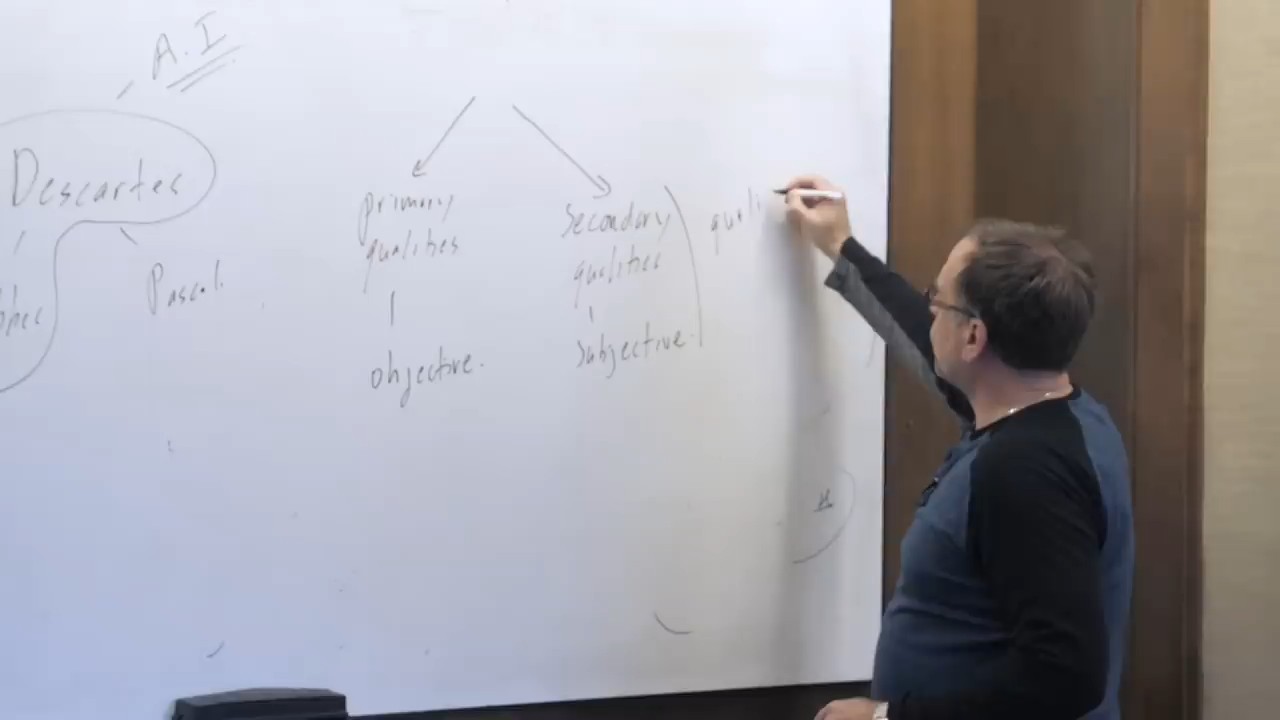 A.I
Descartes
Pascal.
primary
qualities
objective.
Secondary
qualities
subjective.
quali